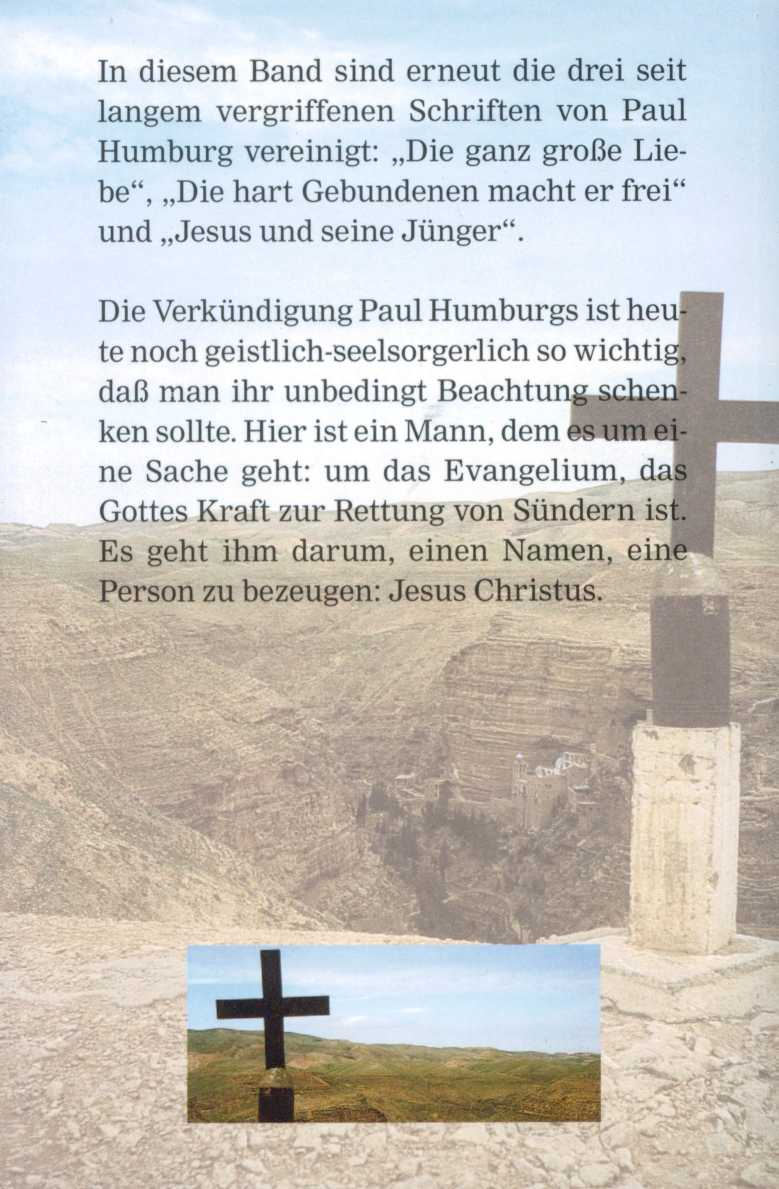 In diesem Band sind erneut die drei seit
langem vergriffenen Schriften von Paul
Humburg vereinigt: „Die ganz große Lie-
be“, „Die hart Gebundenen macht er frei“
und „Jesus und seine Jünger“.
Die Verkündigung Paul Humburgs ist heu-
te noch geistlich-seelsorgerlich so wichtig,
daß man ihr unbedingt Beachtung schen-
ken sollte. Hier ist ein Mann, dem es um ei-
ne Sache geht: um das Evangelium, das
Gottes Kraft zur Rettung von Sündern ist.
Es geht ihm darum, einen Namen, eine
Person zu bezeugen: Jesus Christus.